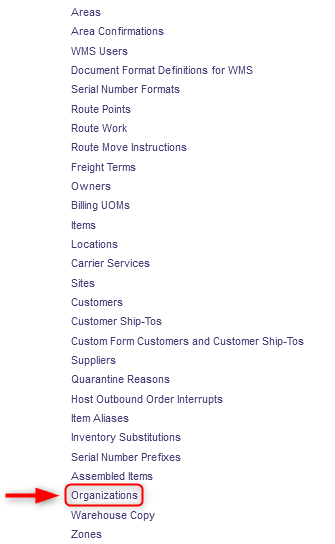 Areas
Area Confirmations
WMS Users
Document Format Definitions for WMS
Serial Number Formats
Route Points
Route Work
Route Move Instructions
Freight Terms
Owners
Billing UOMs
Items
Locations
Carrier Services
Sites
Customers
Customer Ship-Tos
Custom Form Customers and Customer Ship-Tos
Suppliers
Quarantine Reasons
Host Outbound Order Interrupts
Item Aliases
Inventory Substitutions
Serial Number Prefixes
Assembled Items
Organizations
Warehouse Copy
Zones